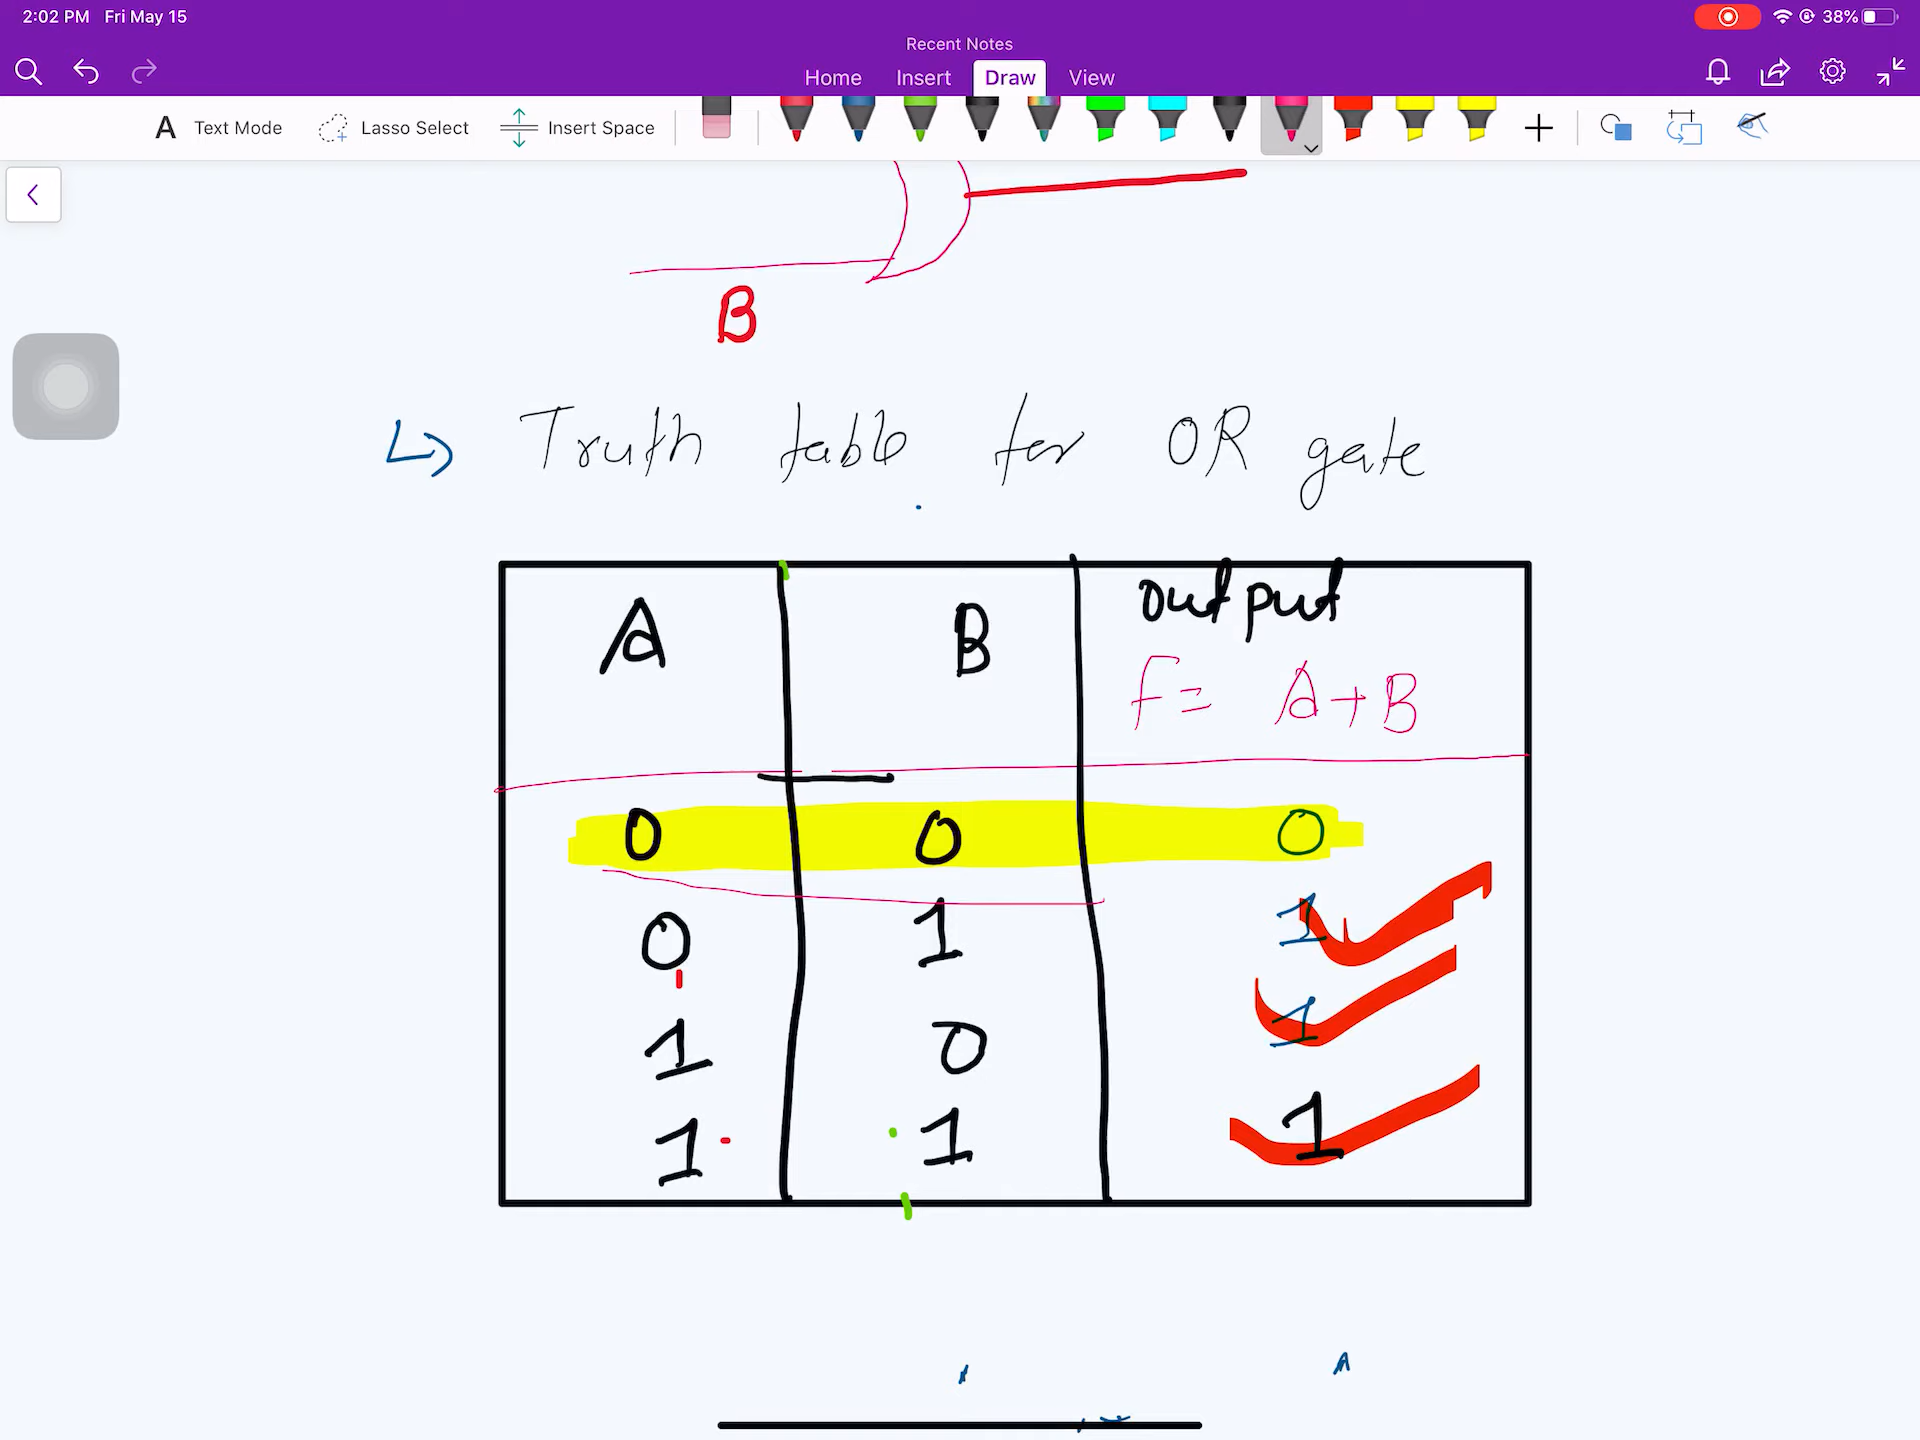 2:02 PM Fri May 15
38%
Recent Notes
Home Insert Draw View
A Text Mode Lasso Select Insert Space
B
Truth table for OR gate
A B output
F= A+B
0 0 0
0 1 1
1 0 1
1 1 1